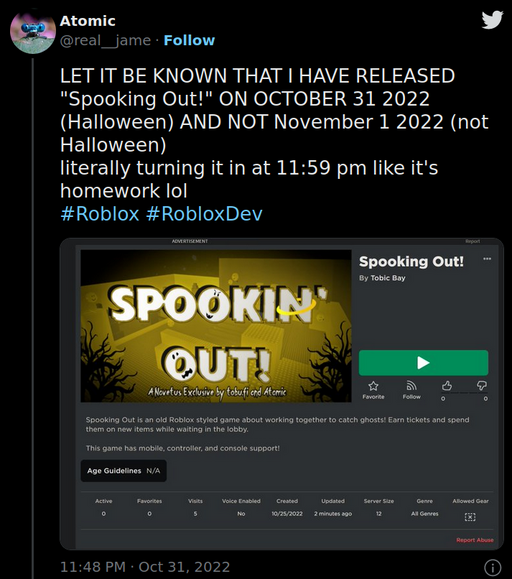 Atomic
@real__jame · Follow
LET IT BE KNOWN THAT I HAVE RELEASED
"Spooking Out!" ON OCTOBER 31 2022
(Halloween) AND NOT November 1 2022 (not
Halloween)
literally turning it in at 11:59 pm like it's
homework lol
#Roblox #RobloxDev
ADVERTISEMENT
Report
SPOOKIN'
OUT!
A Novetus Exclusive by tobufi and Atomic
Spooking Out!
By Tobic Bay
Favorite Follow 0 0
Spooking Out is an old Roblox styled game about working together to catch ghosts! Earn tickets and spend
them on new items while waiting in the lobby.
This game has mobile, controller, and console support!
Age Guidelines N/A
Active Favorites Visits Voice Enabled Created Updated Server Size Genre Allowed Gear
0 0 5 No 10/25/2022 2 minutes ago 12 All Genres
Report Abuse
11:48 PM · Oct 31, 2022